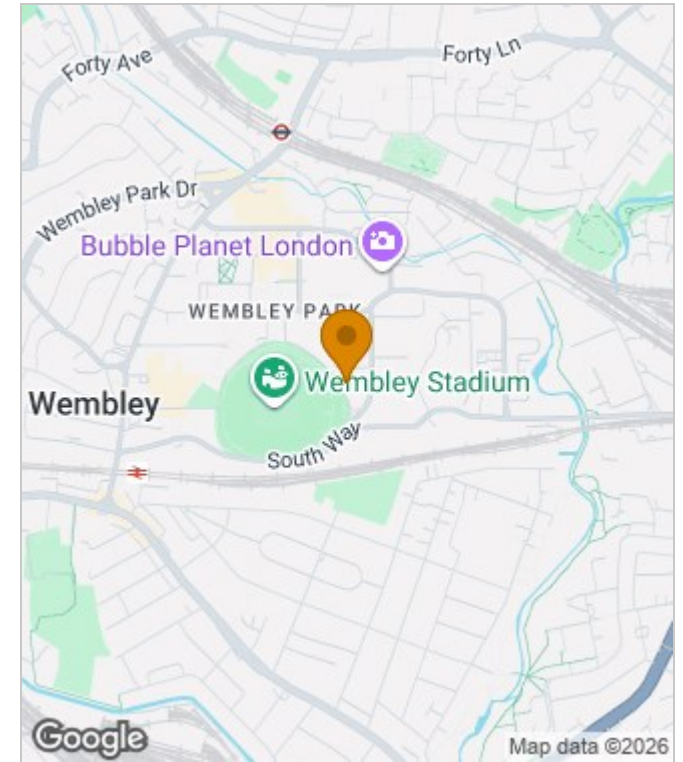 Forty Ave
Forty Ln
Wembley Park Dr
Bubble Planet London
WEMBLEY PARK
Wembley Stadium
Wembley
South Way
Google
Map data ©2026